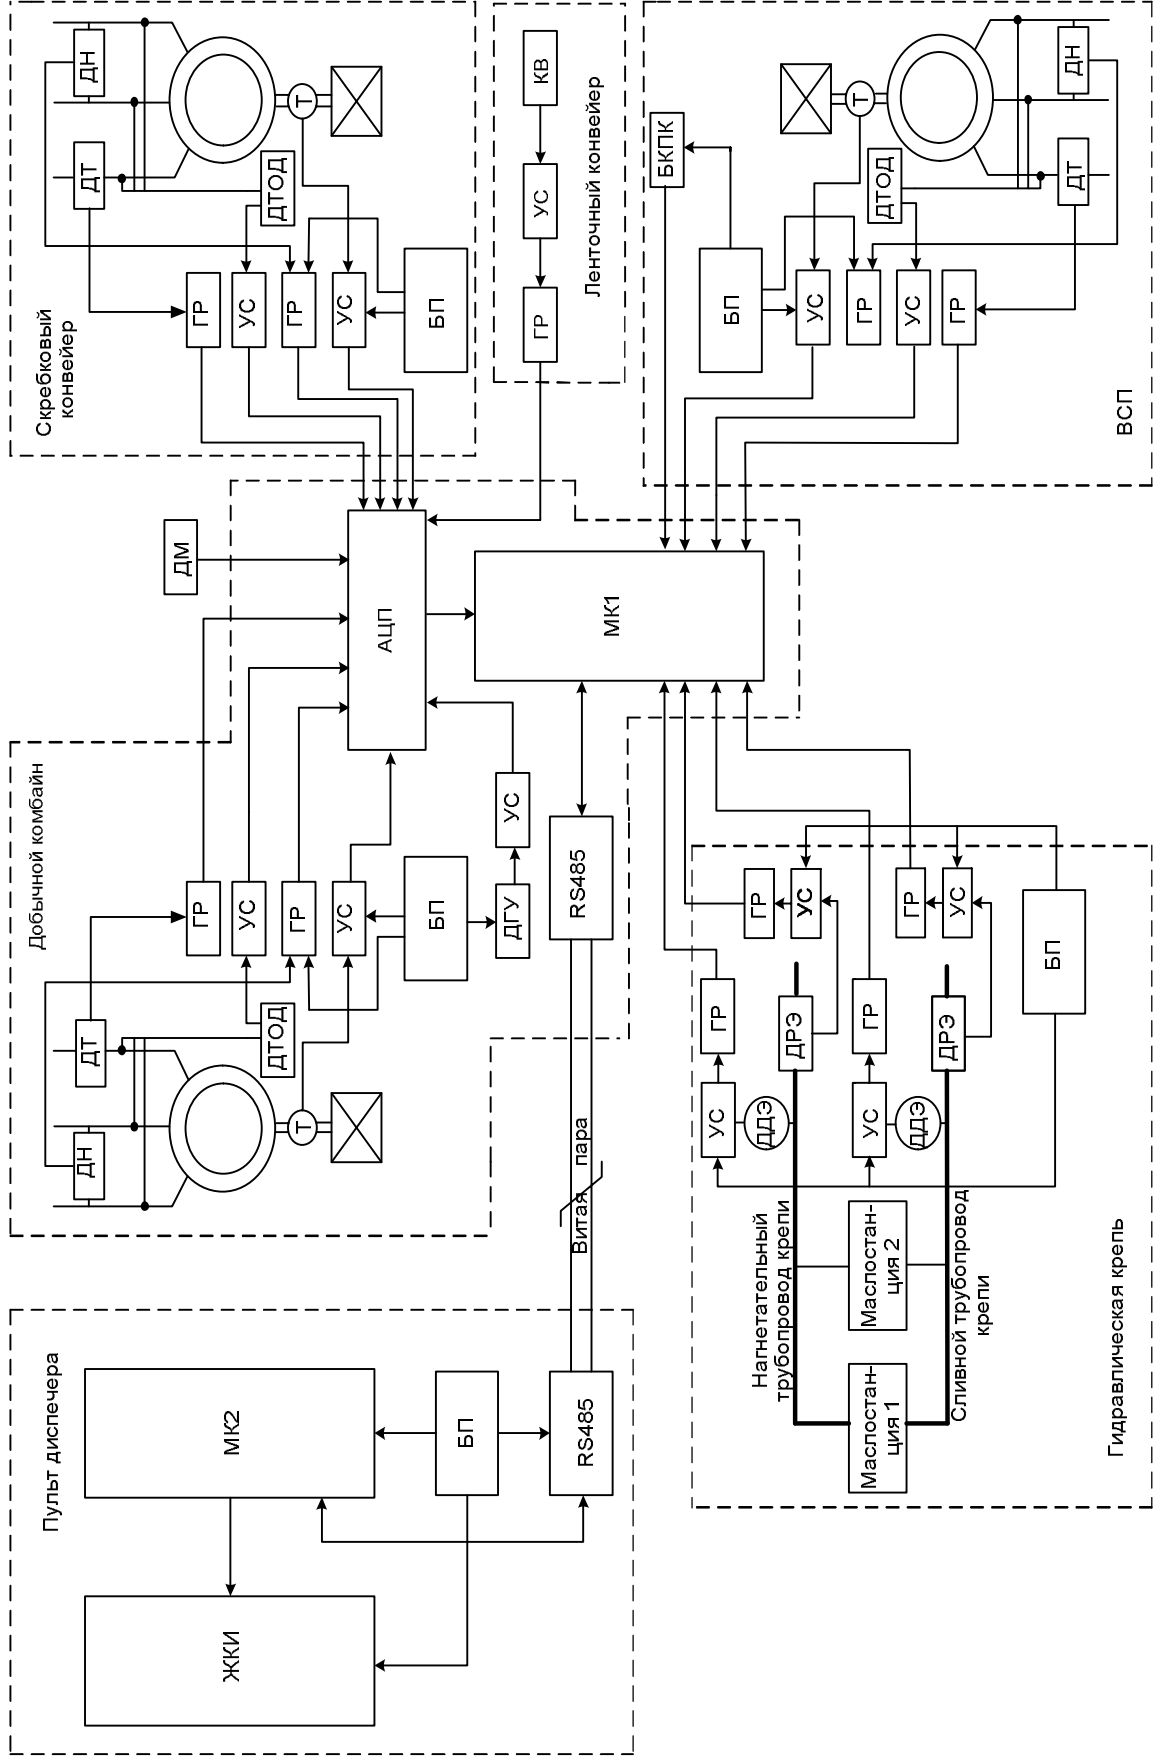 Скребковый
конвейер
ДН
ДТ
Т
ДТОД
ГР
УС
ГР
УС
БП
Ленточный конвейер
КВ
УС
ГР
ВСП
БКПК
БП
Т
ДТОД
ДН
ДТ
УС
ГР
УС
ГР
ДМ
АЦП
МК1
Добычной комбайн
ГР
УС
ГР
УС
БП
ДГУ
УС
RS485
ДТ
ДН
ДТОД
Т
Витая пара
Гидравлическая крепь
ГР
УС
ГР
УС
БП
ГР
ДРЭ
ГР
ДРЭ
УС
ДДЭ
УС
ДДЭ
Нагнетательный
трубопровод крепи
Маслостан-
ция 2
Сливной трубопровод
крепи
Маслостан-
ция 1
Пульт диспечера
МК2
БП
RS485
ЖКИ